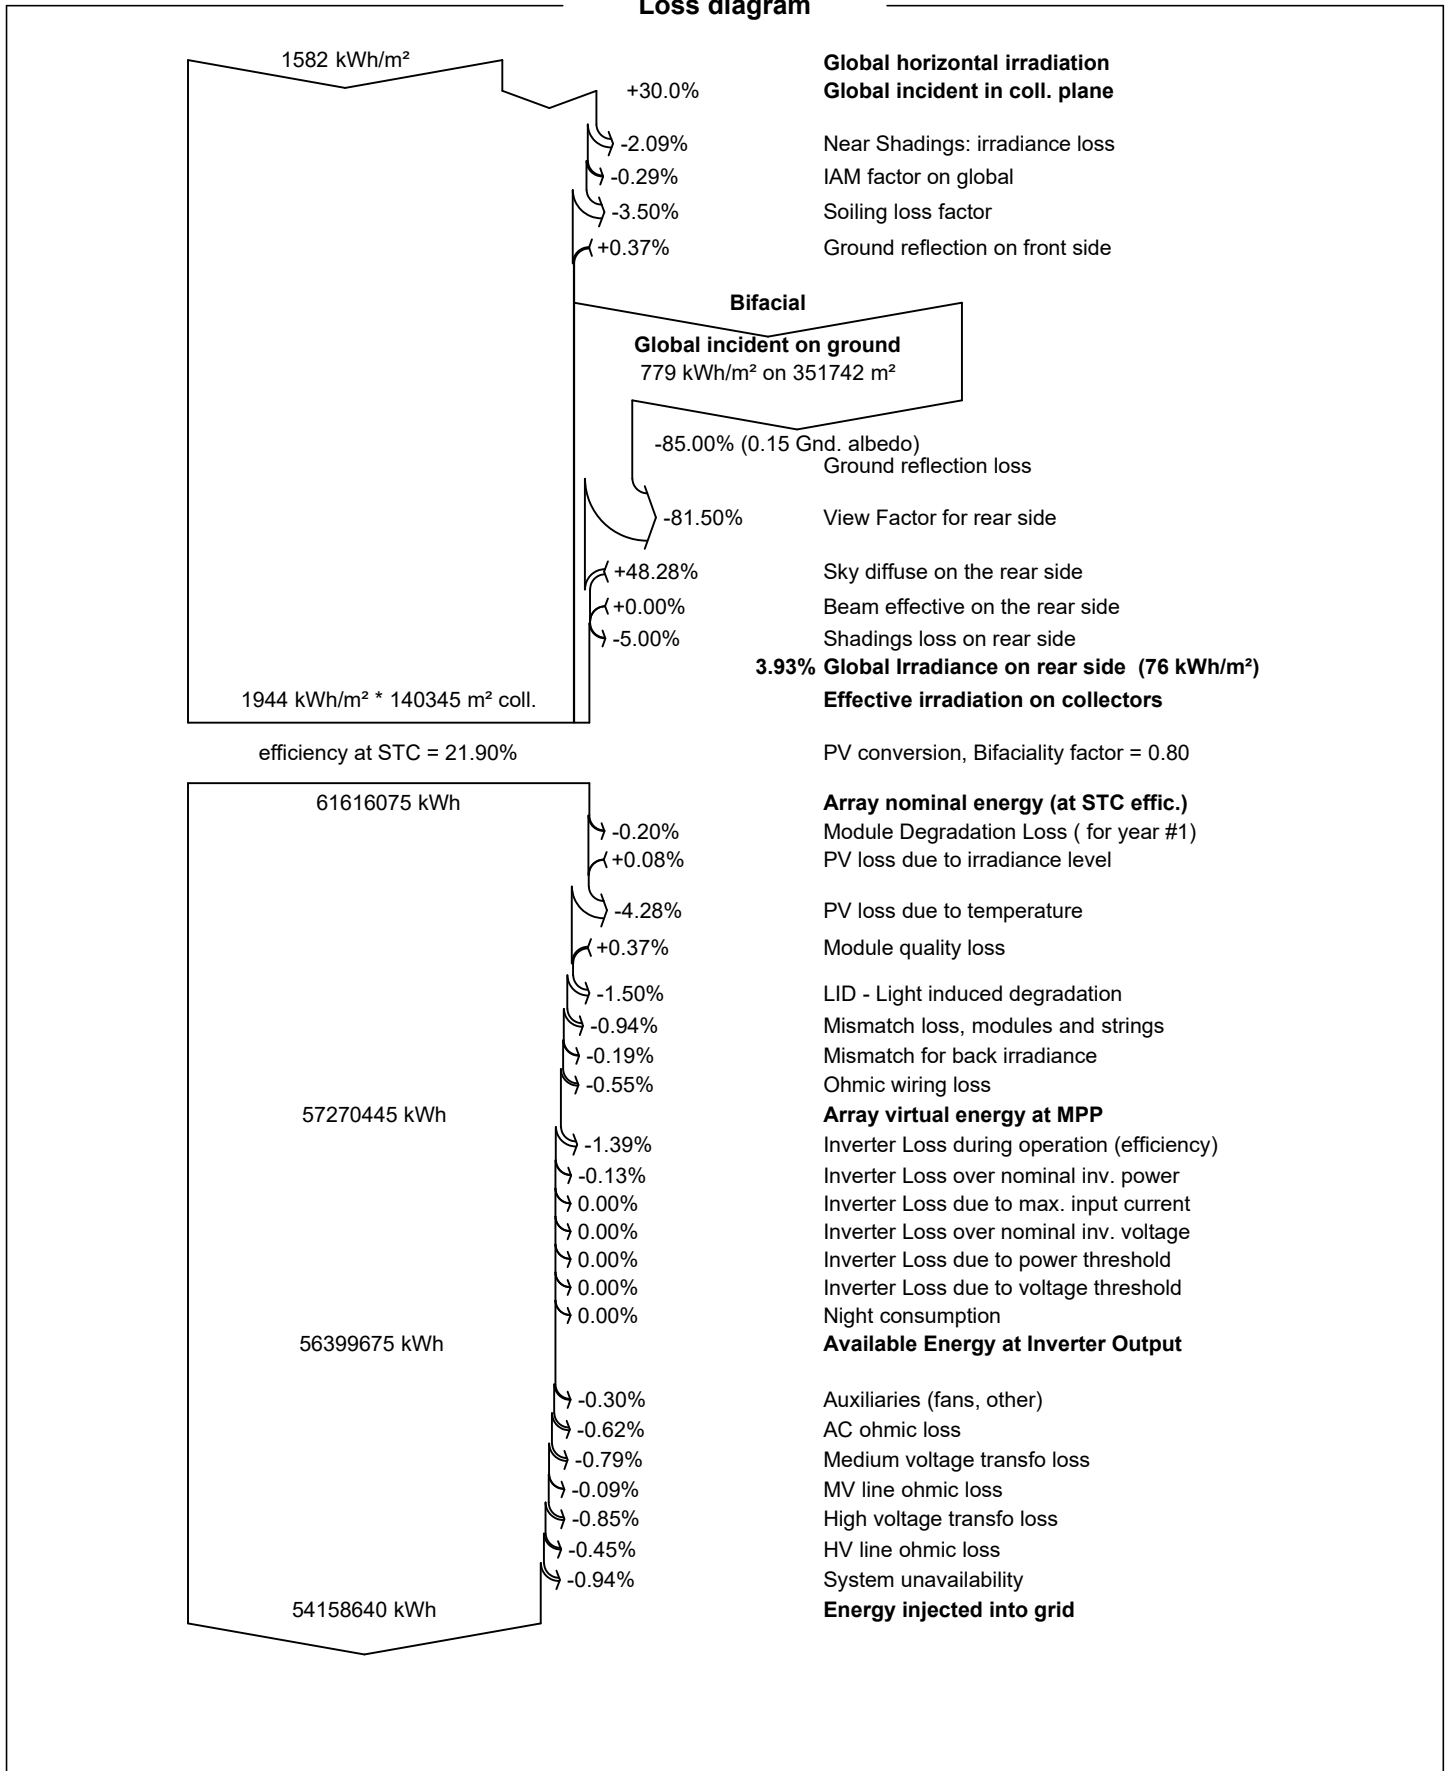 Loss diagram
1582 kWh/m² Global horizontal irradiation
+30.0% Global incident in coll. plane
-2.09% Near Shadings: irradiance loss
-0.29% IAM factor on global
-3.50% Soiling loss factor
+0.37% Ground reflection on front side
Bifacial
Global incident on ground
779 kWh/m² on 351742 m²
-85.00% (0.15 Gnd. albedo)
Ground reflection loss
-81.50% View Factor for rear side
+48.28% Sky diffuse on the rear side
+0.00% Beam effective on the rear side
-5.00% Shadings loss on rear side
3.93% Global Irradiance on rear side (76 kWh/m²)
1944 kWh/m² * 140345 m² coll. Effective irradiation on collectors
efficiency at STC = 21.90% PV conversion, Bifaciality factor = 0.80
61616075 kWh Array nominal energy (at STC effic.)
-0.20% Module Degradation Loss ( for year #1)
+0.08% PV loss due to irradiance level
-4.28% PV loss due to temperature
+0.37% Module quality loss
-1.50% LID - Light induced degradation
-0.94% Mismatch loss, modules and strings
-0.19% Mismatch for back irradiance
-0.55% Ohmic wiring loss
57270445 kWh Array virtual energy at MPP
-1.39% Inverter Loss during operation (efficiency)
-0.13% Inverter Loss over nominal inv. power
0.00% Inverter Loss due to max. input current
0.00% Inverter Loss over nominal inv. voltage
0.00% Inverter Loss due to power threshold
0.00% Inverter Loss due to voltage threshold
0.00% Night consumption
56399675 kWh Available Energy at Inverter Output
-0.30% Auxiliaries (fans, other)
-0.62% AC ohmic loss
-0.79% Medium voltage transfo loss
-0.09% MV line ohmic loss
-0.85% High voltage transfo loss
-0.45% HV line ohmic loss
-0.94% System unavailability
54158640 kWh Energy injected into grid